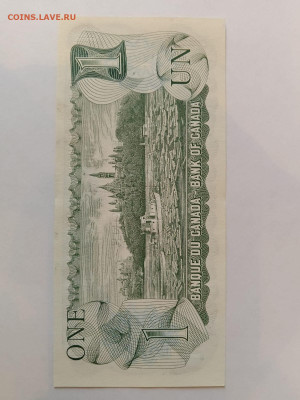 COINS.LAVE.RU
1
UN
BANQUE DU CANADA - BANK OF CANADA
ONE
1